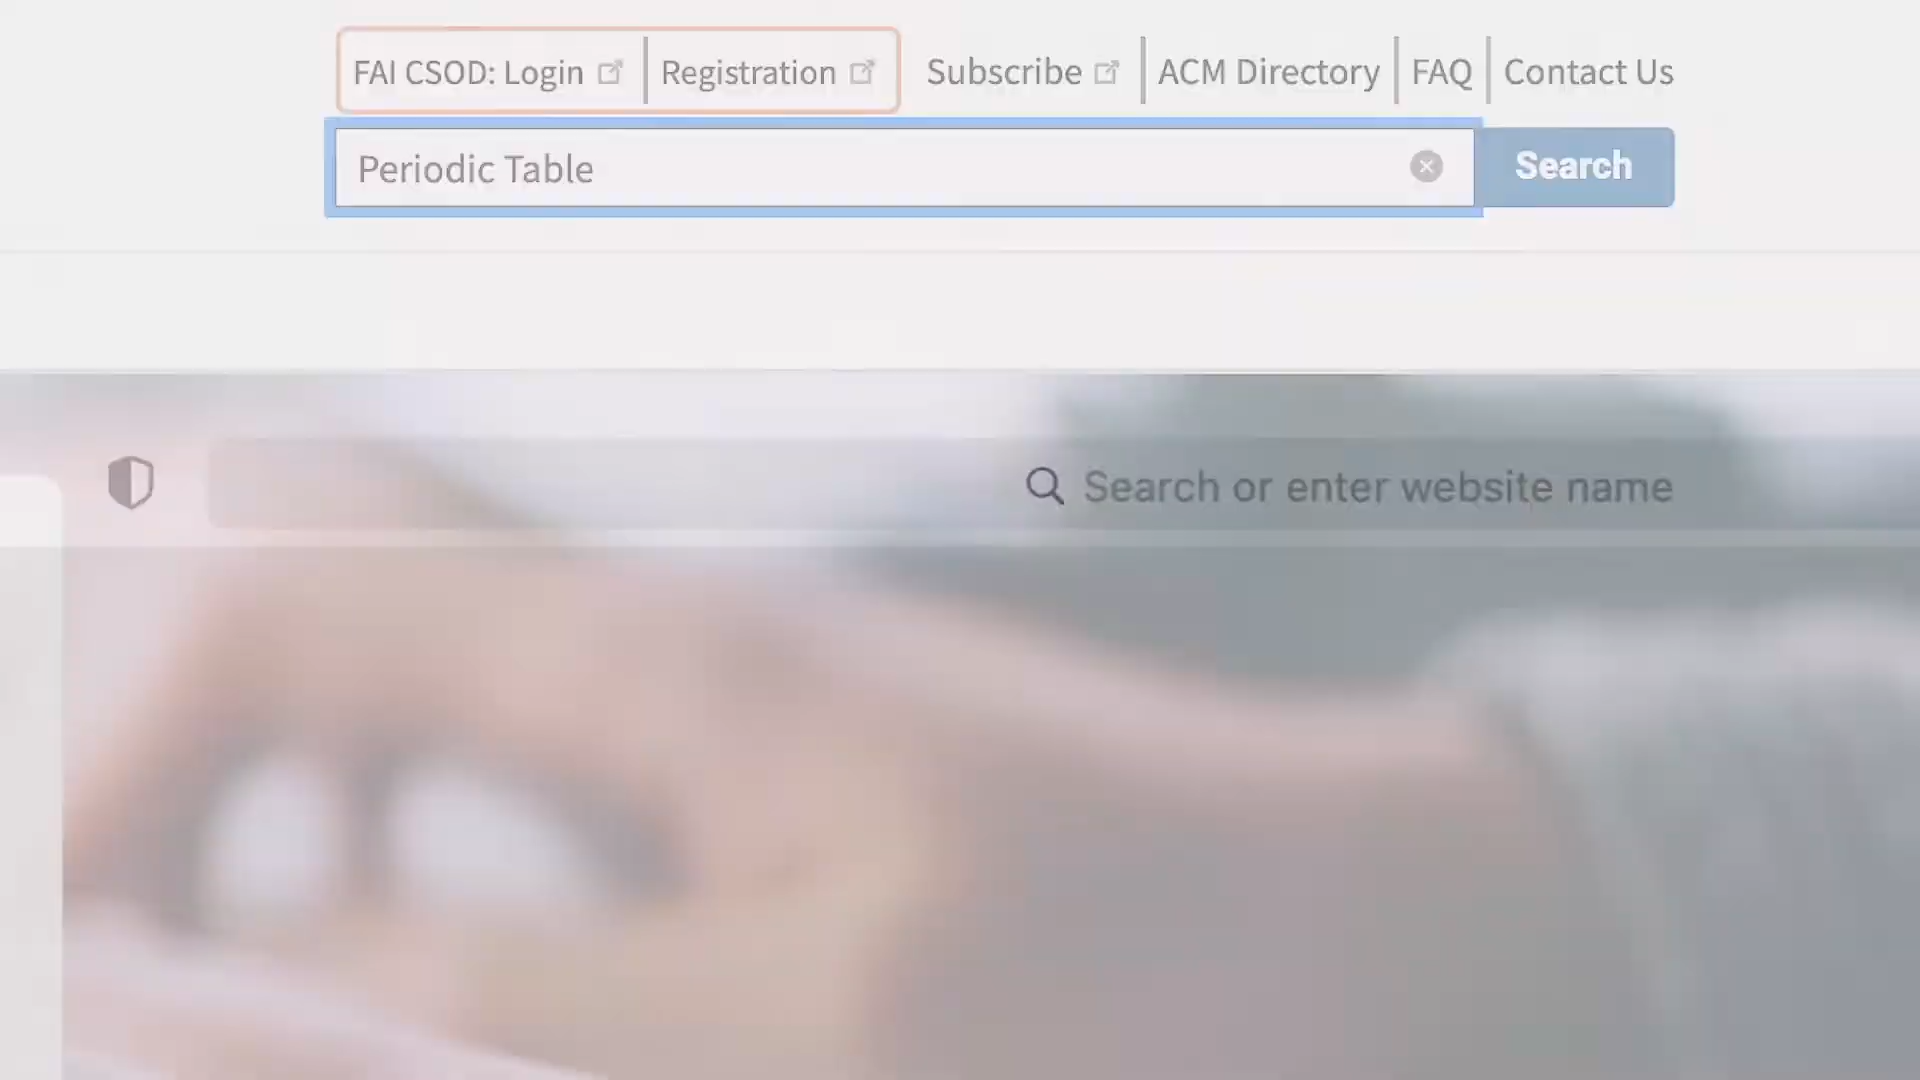 FAI CSOD: Login Registration Subscribe ACM Directory FAQ Contact Us
Periodic Table Search
Search or enter website name